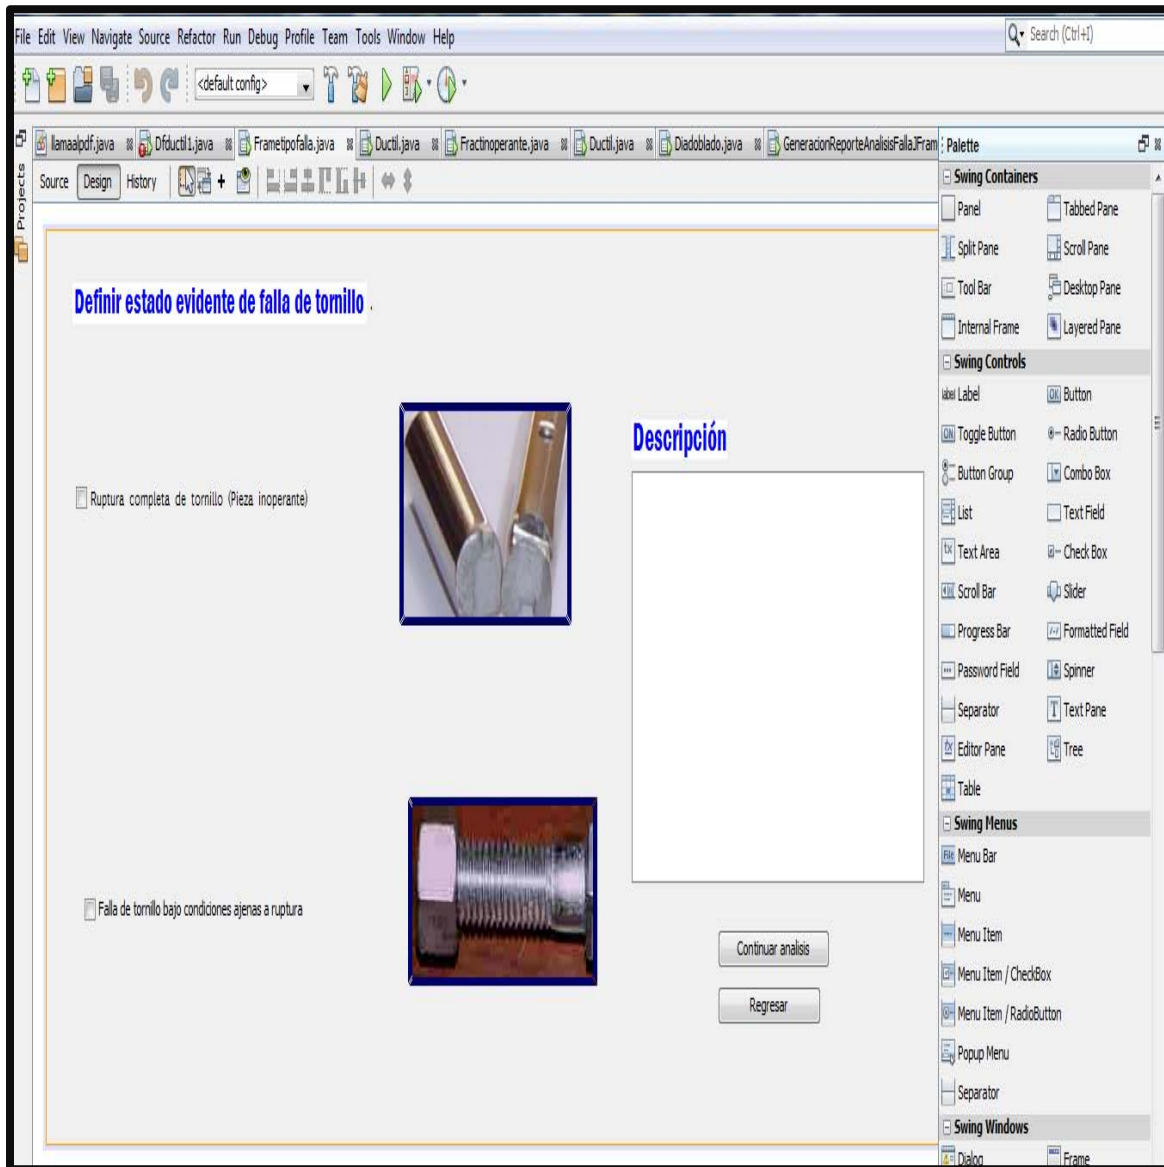 File Edit View Navigate Source Refactor Run Debug Profile Team Tools Window Help
Search (Ctrl+I)
<default config>
llamaalpdf.java Dfductil1.java Frametipofalla.java Ductil.java Fractinoperante.java Ductil.java Diadoblado.java GeneracionReporteAnalisisFallaJFram
Projects
Source Design History
Definir estado evidente de falla de tornillo .
Ruptura completa de tornillo (Pieza inoperante)
Falla de tornillo bajo condiciones ajenas a ruptura
Descripción
Continuar analisis
Regresar
Palette
Swing Containers
Panel Tabbed Pane
Split Pane Scroll Pane
Tool Bar Desktop Pane
Internal Frame Layered Pane
Swing Controls
label Label OK Button
ON Toggle Button Radio Button
Button Group Combo Box
List Text Field
tx Text Area Check Box
Scroll Bar Slider
Progress Bar Formatted Field
Password Field Spinner
Separator T Text Pane
tx Editor Pane Tree
Table
Swing Menus
File Menu Bar
Menu
Menu Item
Menu Item / CheckBox
Menu Item / RadioButton
Popup Menu
Separator
Swing Windows
Dialog Frame